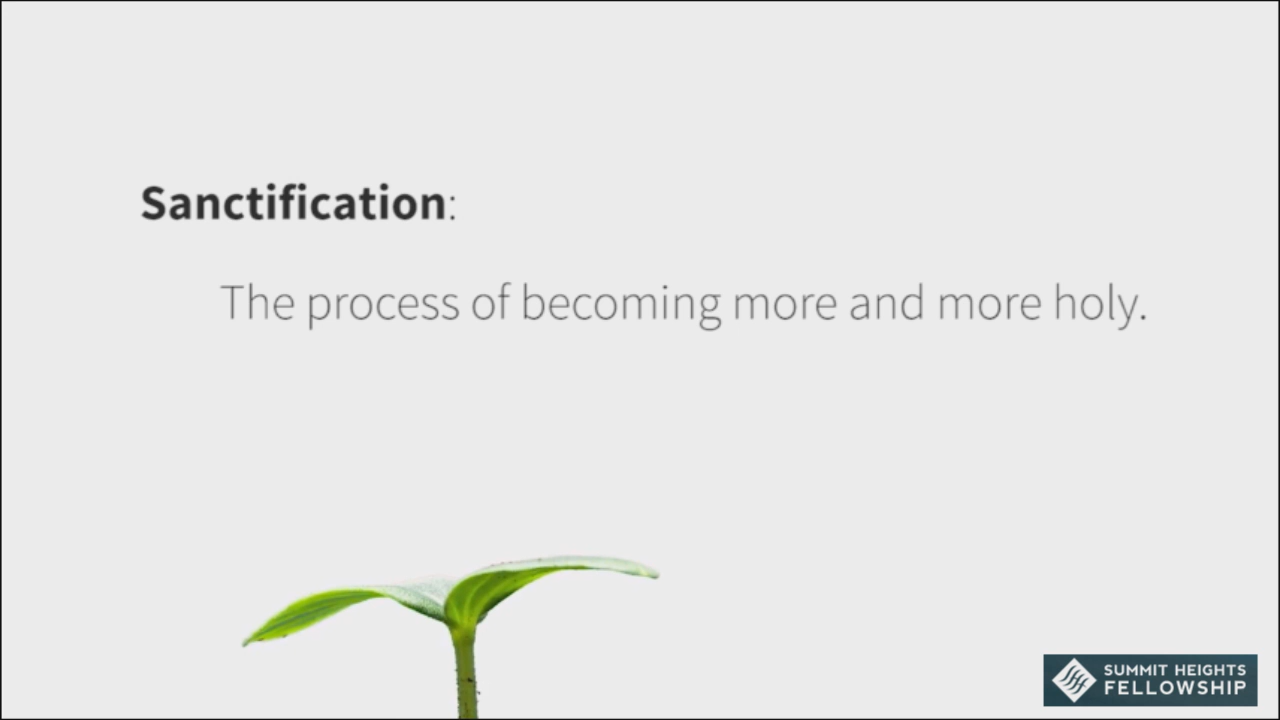 Sanctification:
The process of becoming more and more holy.
SUMMIT HEIGHTS
FELLOWSHIP